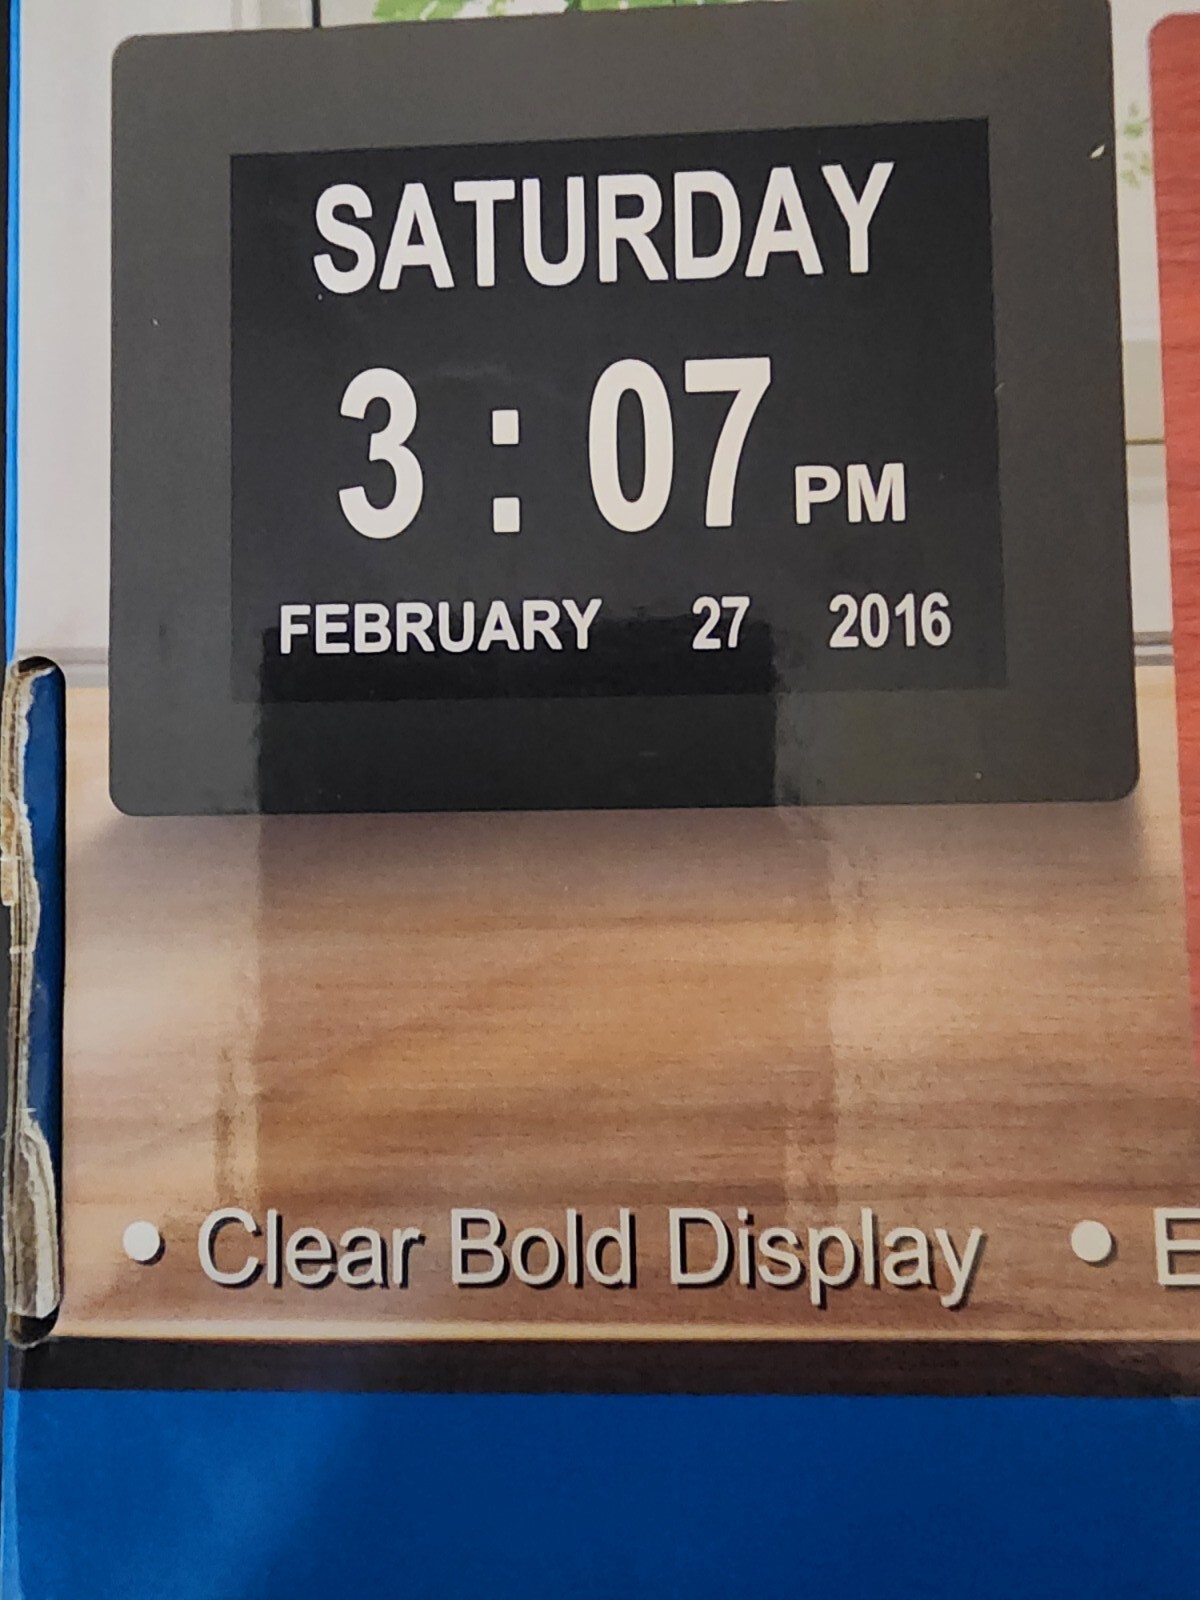 SATURDAY
3 : 07 PM
FEBRUARY 27 2016
• Clear Bold Display •